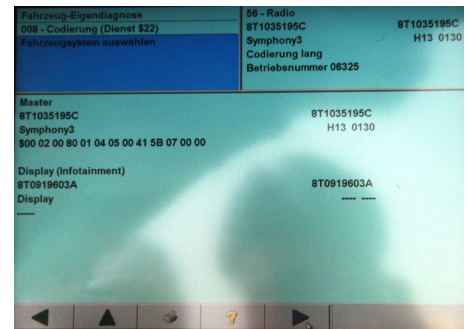 Fahrzeug-Eigendiagnose
008 - Codierung (Dienst $22)
Fahrzeugsystem auswählen
56 - Radio
8T1035195C 8T1035195C
Symphony3 H13 0130
Codierung lang
Betriebsnummer 06325
Master
8T1035195C 8T1035195C
Symphony3 H13 0130
$00 02 00 80 01 04 05 00 41 5B 07 00 00
Display (Infotainment)
8T0919603A 8T0919603A
Display ---- ----
-----
?